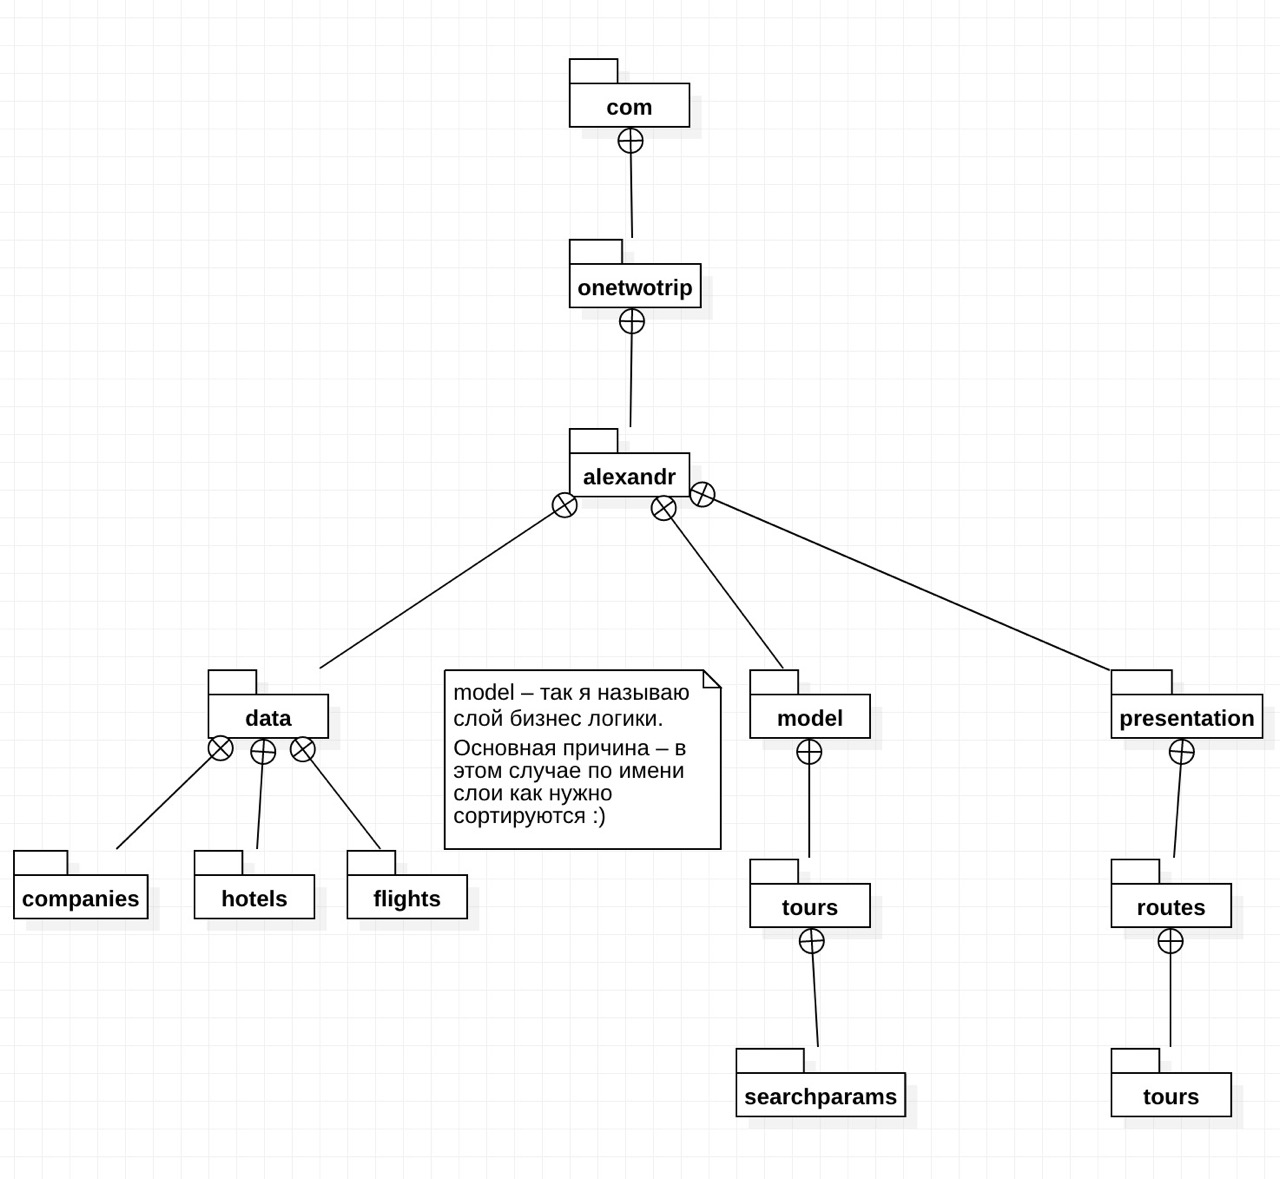 com
onetwotrip
alexandr
data
model – так я называю
слой бизнес логики.
Основная причина – в
этом случае по имени
слои как нужно
сортируются :)
model
presentation
companies
hotels
flights
tours
routes
searchparams
tours